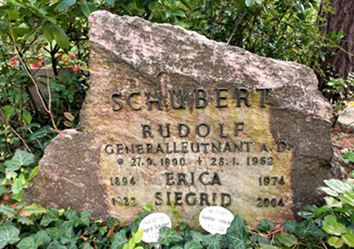 SCHUBERT
RUDOLF
GENERALLEUTNANT A.D.
* 27.9.1890 + 28.1.1962
1894 ERICA 1974
1922 SIEGRID 2004